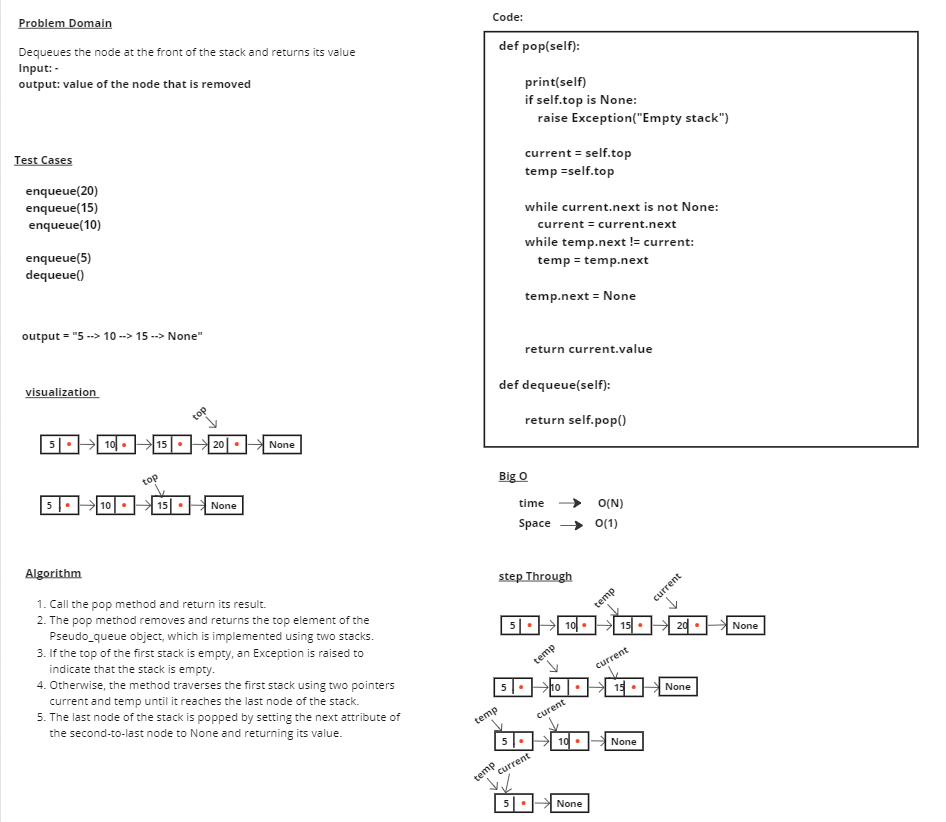 Problem Domain
Dequeues the node at the front of the stack and returns its value
Input: -
output: value of the node that is removed
Test Cases
enqueue(20)
enqueue(15)
enqueue(10)
enqueue(5)
dequeue()
output = "5 --> 10 --> 15 --> None"
visualization
top
5 10 15 20 None
top
5 10 15 None
Algorithm
1. Call the pop method and return its result.
2. The pop method removes and returns the top element of the
Pseudo_queue object, which is implemented using two stacks.
3. If the top of the first stack is empty, an Exception is raised to
indicate that the stack is empty.
4. Otherwise, the method traverses the first stack using two pointers
current and temp until it reaches the last node of the stack.
5. The last node of the stack is popped by setting the next attribute of
the second-to-last node to None and returning its value.
Code:
def pop(self):
print(self)
if self.top is None:
raise Exception("Empty stack")
current = self.top
temp =self.top
while current.next is not None:
current = current.next
while temp.next != current:
temp = temp.next
temp.next = None
return current.value
def dequeue(self):
return self.pop()
Big O
time O(N)
Space O(1)
step Through
temp current
5 10 15 20 None
temp current
5 10 15 None
temp curent
5 10 None
temp current
5 None